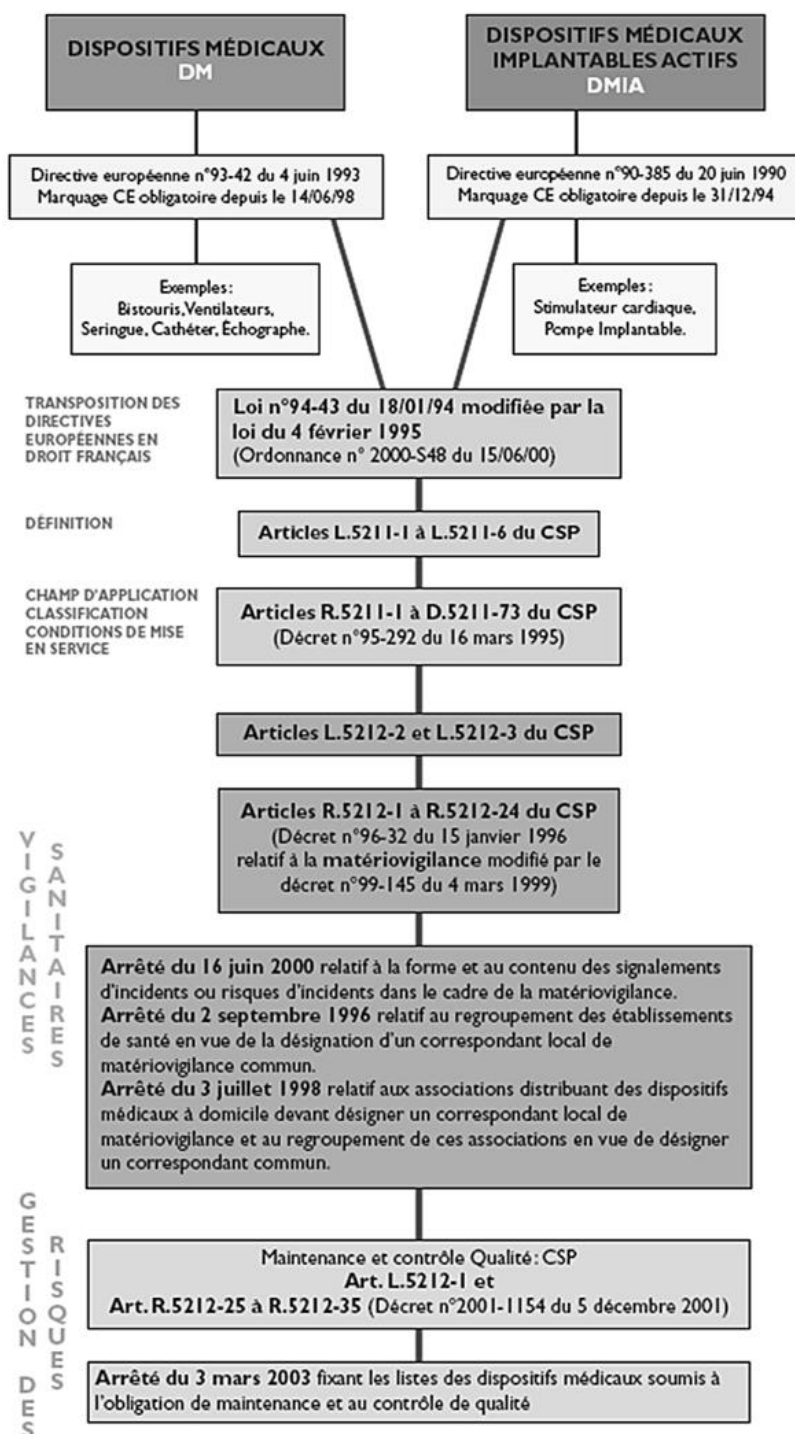 DISPOSITIFS MÉDICAUX
DM
DISPOSITIFS MÉDICAUX
IMPLANTABLES ACTIFS
DMIA
Directive européenne n°93-42 du 4 juin 1993
Marquage CE obligatoire depuis le 14/06/98
Directive européenne n°90-385 du 20 juin 1990
Marquage CE obligatoire depuis le 31/12/94
Exemples :
Bistouris,Ventilateurs,
Seringue, Cathéter, Échographe.
Exemples :
Stimulateur cardiaque,
Pompe Implantable.
TRANSPOSITION DES
DIRECTIVES
EUROPÉENNES EN
DROIT FRANÇAIS
Loi n°94-43 du 18/01/94 modifiée par la
loi du 4 février 1995
(Ordonnance n° 2000-S48 du 15/06/00)
DÉFINITION
Articles L.5211-1 à L.5211-6 du CSP
CHAMP D'APPLICATION
CLASSIFICATION
CONDITIONS DE MISE
EN SERVICE
Articles R.5211-1 à D.5211-73 du CSP
(Décret n°95-292 du 16 mars 1995)
Articles L.5212-2 et L.5212-3 du CSP
VIGILANCES
SANITAIRES
Articles R.5212-1 à R.5212-24 du CSP
(Décret n°96-32 du 15 janvier 1996
relatif à la matériovigilance modifié par le
décret n°99-145 du 4 mars 1999)
Arrêté du 16 juin 2000 relatif à la forme et au contenu des signalements
d'incidents ou risques d'incidents dans le cadre de la matériovigilance.
Arrêté du 2 septembre 1996 relatif au regroupement des établissements
de santé en vue de la désignation d'un correspondant local de
matériovigilance commun.
Arrêté du 3 juillet 1998 relatif aux associations distribuant des dispositifs
médicaux à domicile devant désigner un correspondant local de
matériovigilance et au regroupement de ces associations en vue de désigner
un correspondant commun.
GESTION DES
RISQUES
Maintenance et contrôle Qualité : CSP
Art. L.5212-1 et
Art. R.5212-25 à R.5212-35 (Décret n°2001-1154 du 5 décembre 2001)
Arrêté du 3 mars 2003 fixant les listes des dispositifs médicaux soumis à
l'obligation de maintenance et au contrôle de qualité